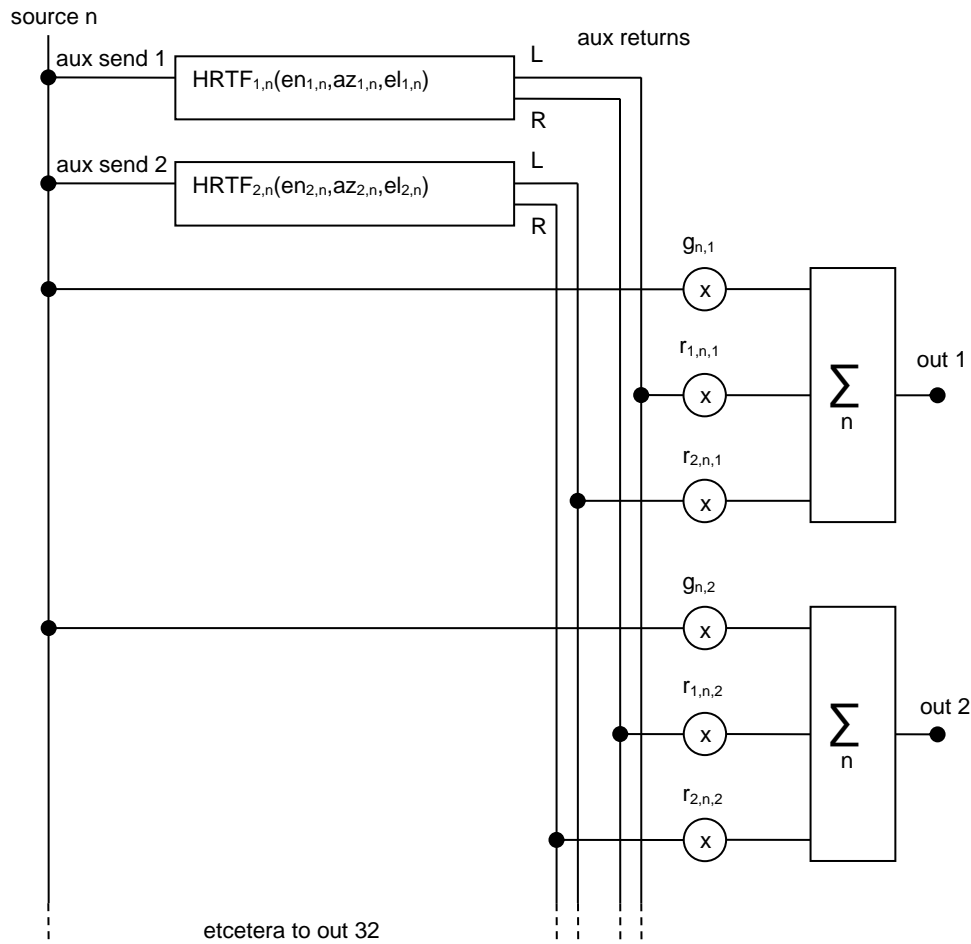 source n
aux send 1
HRTF1,n(en1,n,az1,n,el1,n)
L
R
aux returns
aux send 2
HRTF2,n(en2,n,az2,n,el2,n)
L
R
gn,1
x
r1,n,1
x
∑
n
out 1
r2,n,1
x
gn,2
x
r1,n,2
x
∑
n
out 2
r2,n,2
x
etcetera to out 32